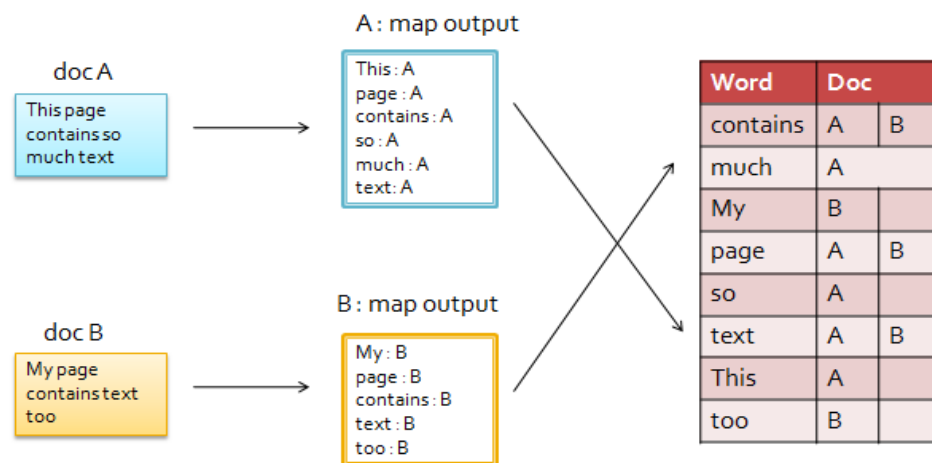 doc A
This page
contains so
much text
A : map output
This : A
page : A
contains : A
so : A
much : A
text : A
doc B
My page
contains text
too
B : map output
My : B
page : B
contains : B
text : B
too : B
Word Doc
contains A B
much A
My B
page A B
so A
text A B
This A
too B